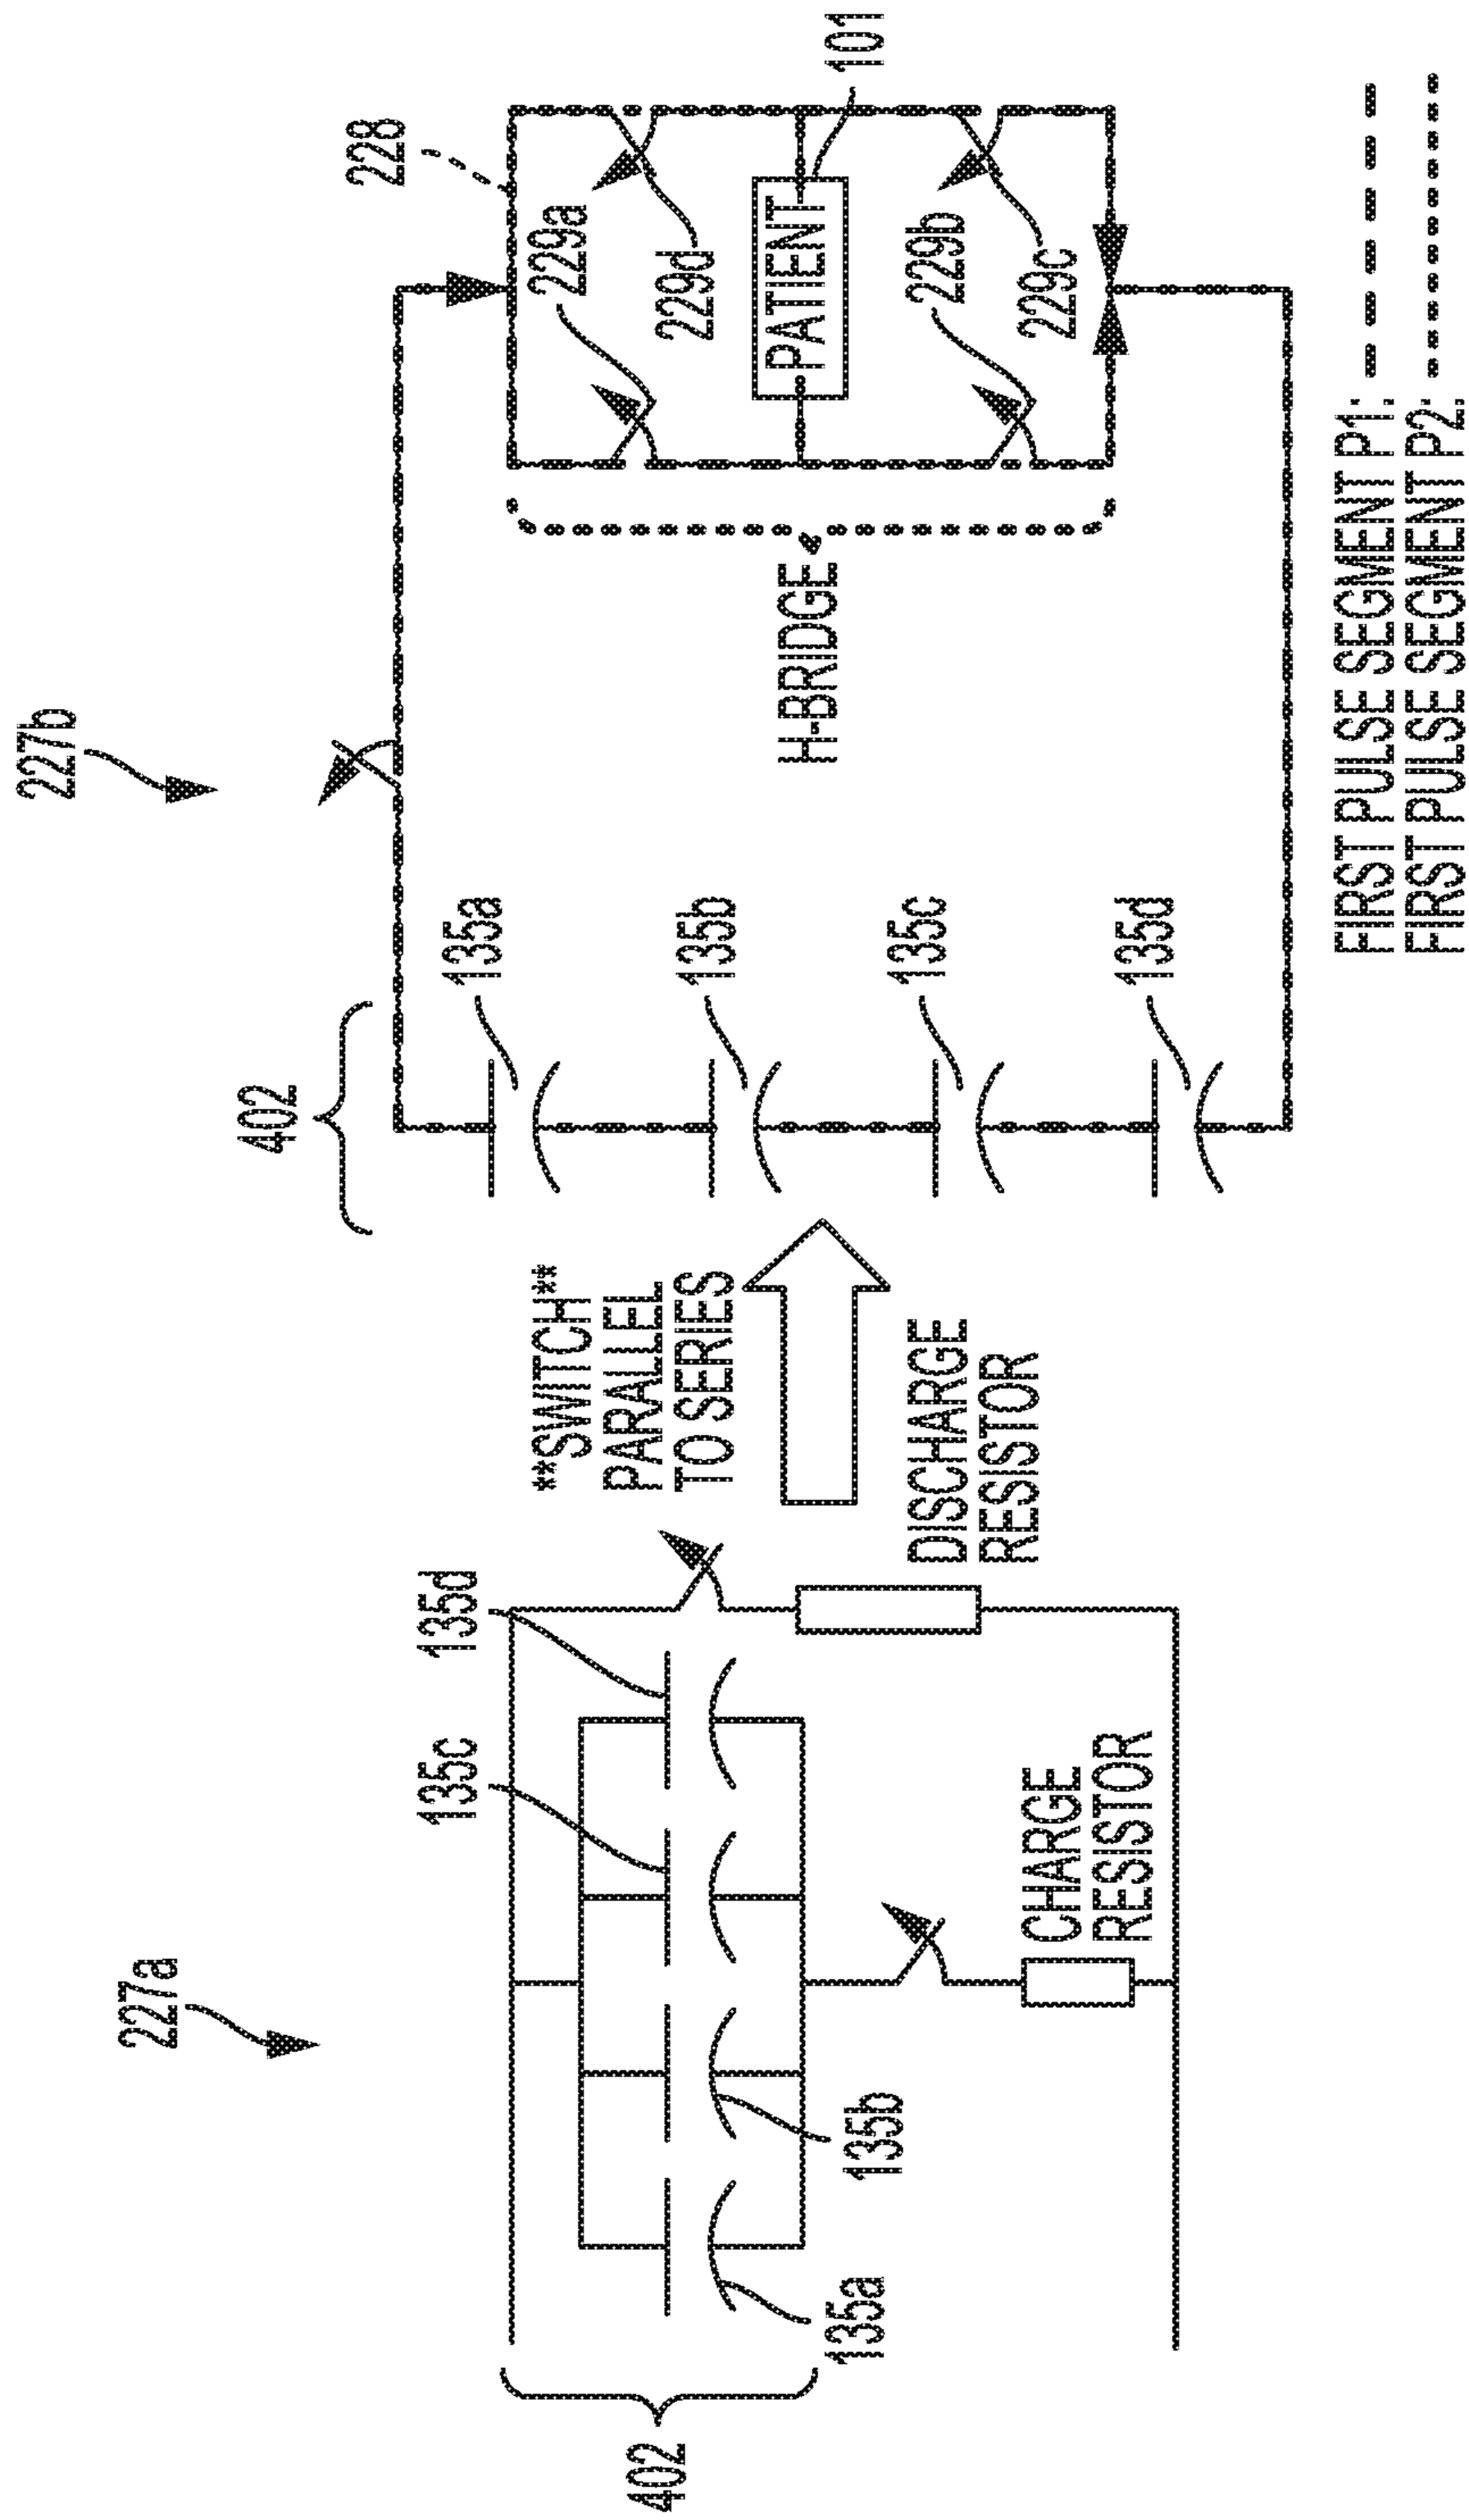 227b
402
135a
135b
135c
135d
228
229a
229d
PATIENT
101
229b
229c
H-BRIDGE
**SWITCH**
PARALLEL
TO SERIES
227a
402
135a
135b
135c
135d
DISCHARGE
RESISTOR
CHARGE
RESISTOR
FIRST PULSE SEGMENT P1:
FIRST PULSE SEGMENT P2: